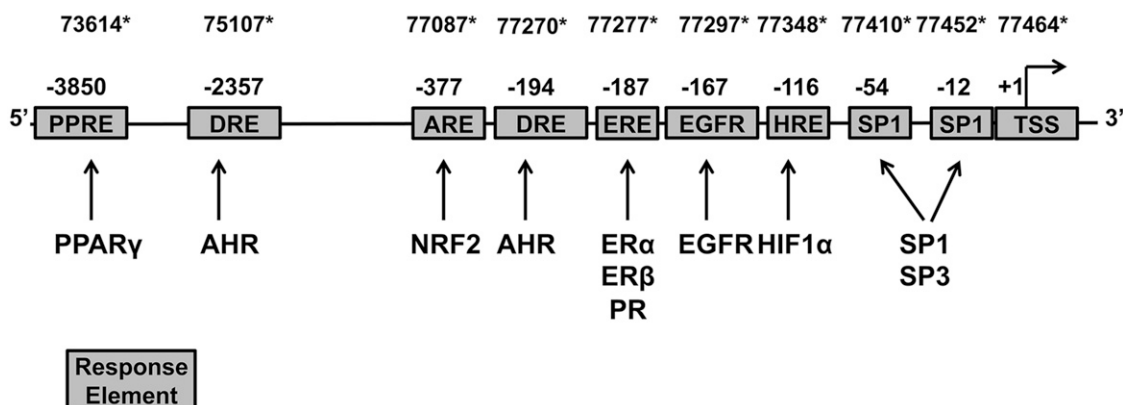 73614* 75107* 77087* 77270* 77277* 77297* 77348* 77410* 77452* 77464*
-3850 -2357 -377 -194 -187 -167 -116 -54 -12 +1
5’ PPRE DRE ARE DRE ERE EGFR HRE SP1 SP1 TSS 3’
PPARγ AHR NRF2 AHR ERα EGFR HIF1α SP1
ERβ SP3
PR
Response
Element